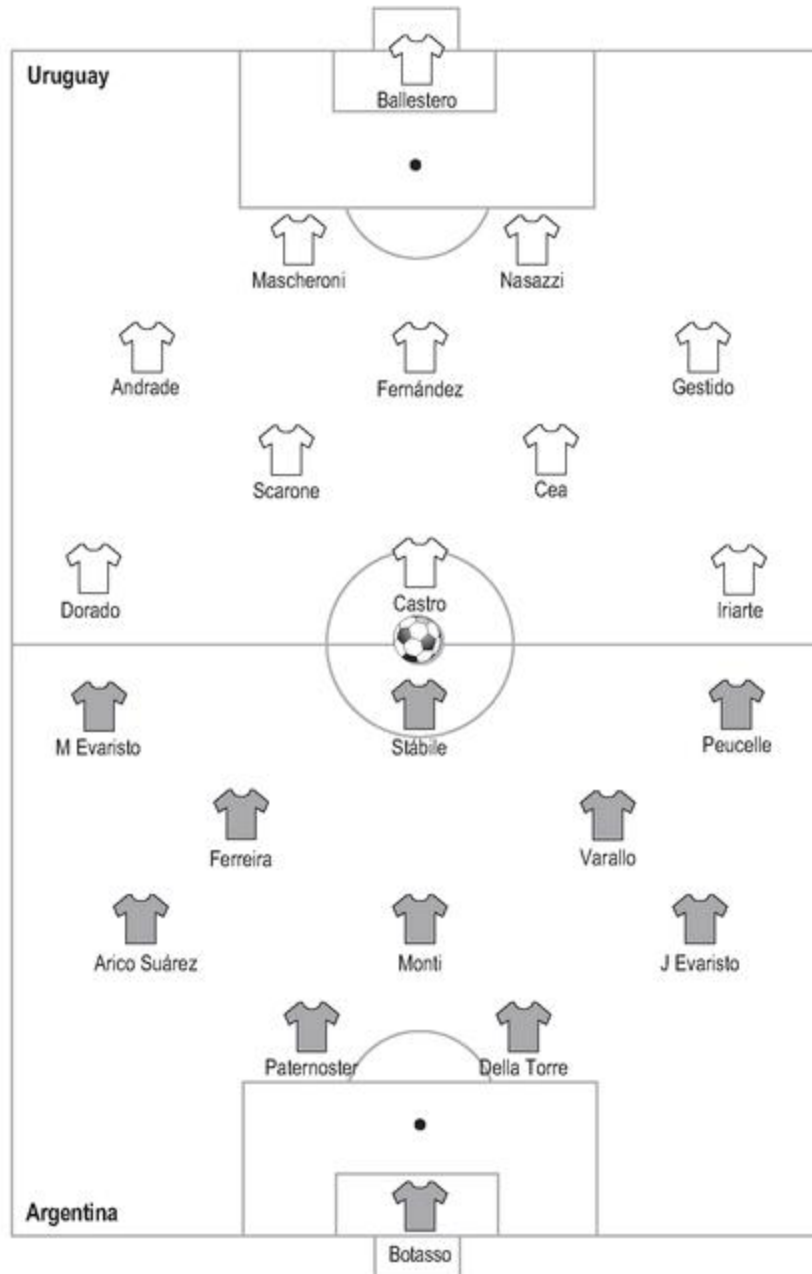 Uruguay
Ballestero
Mascheroni Nasazzi
Andrade Fernández Gestido
Scarone Cea
Dorado Castro Iriarte
M Evaristo Stábile Peucelle
Ferreira Varallo
Arico Suárez Monti J Evaristo
Paternoster Della Torre
Argentina
Botasso